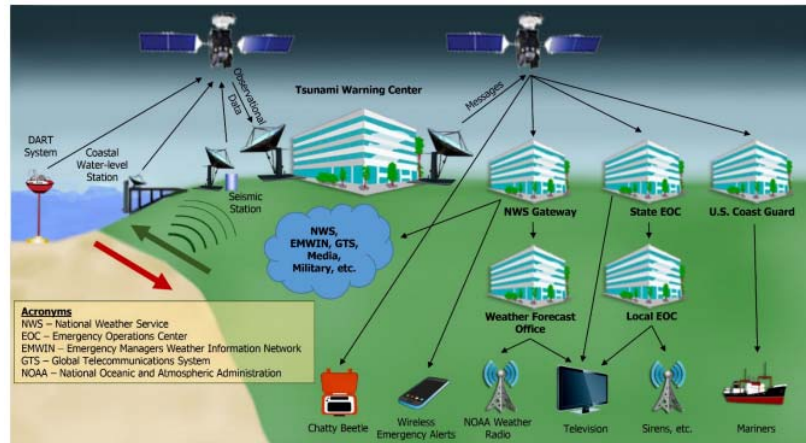 Tsunami Warning Center
Observational
Data
Messages
DART
System
Coastal
Water-level
Station
Seismic
Station
NWS Gateway
State EOC
U.S. Coast Guard
NWS,
EMWIN, GTS,
Media,
Military, etc.
Weather Forecast
Office
Local EOC
Acronyms
NWS – National Weather Service
EOC – Emergency Operations Center
EMWIN – Emergency Managers Weather Information Network
GTS – Global Telecommunications System
NOAA – National Oceanic and Atmospheric Administration
Chatty Beetle
Wireless
Emergency Alerts
NOAA Weather
Radio
Television
Sirens, etc.
Mariners